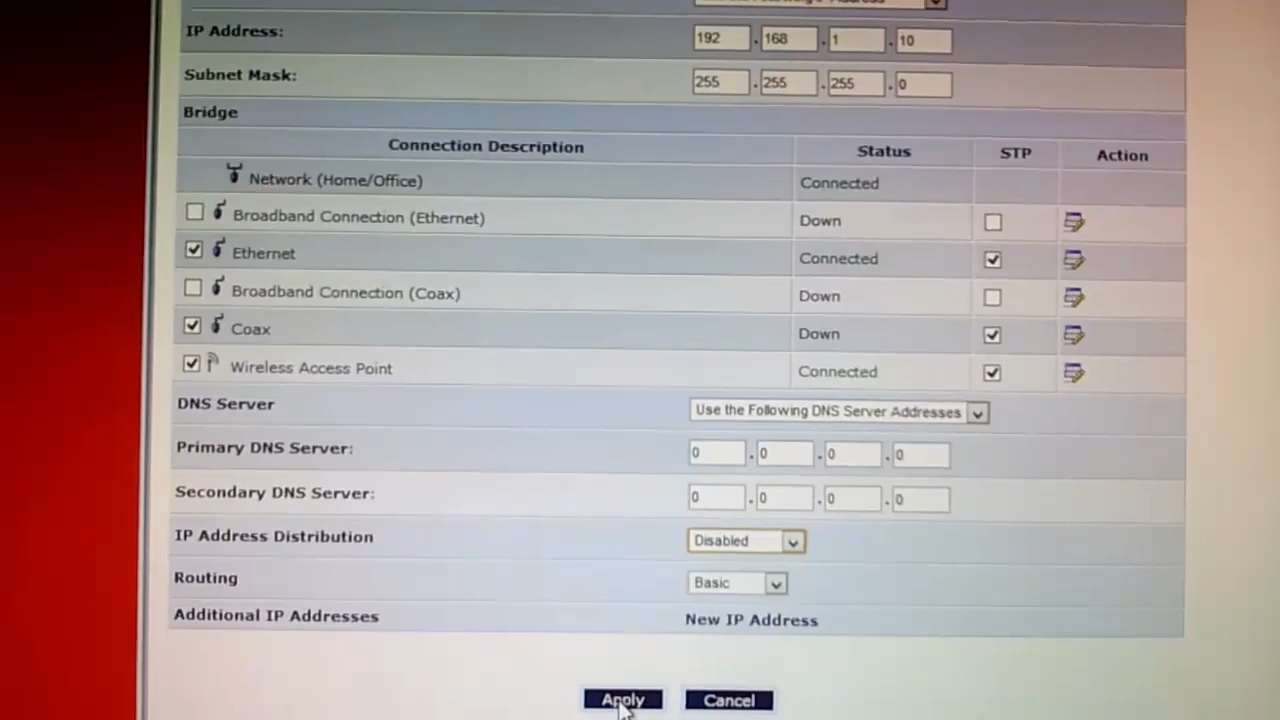 IP Address: 192 . 168 . 1 . 10
Subnet Mask: 255 . 255 . 255 . 0
Bridge
Connection Description Status STP Action
Network (Home/Office) Connected
Broadband Connection (Ethernet) Down
Ethernet Connected
Broadband Connection (Coax) Down
Coax Down
Wireless Access Point Connected
DNS Server Use the Following DNS Server Addresses
Primary DNS Server: 0 . 0 . 0 . 0
Secondary DNS Server: 0 . 0 . 0 . 0
IP Address Distribution Disabled
Routing Basic
Additional IP Addresses New IP Address
Apply Cancel